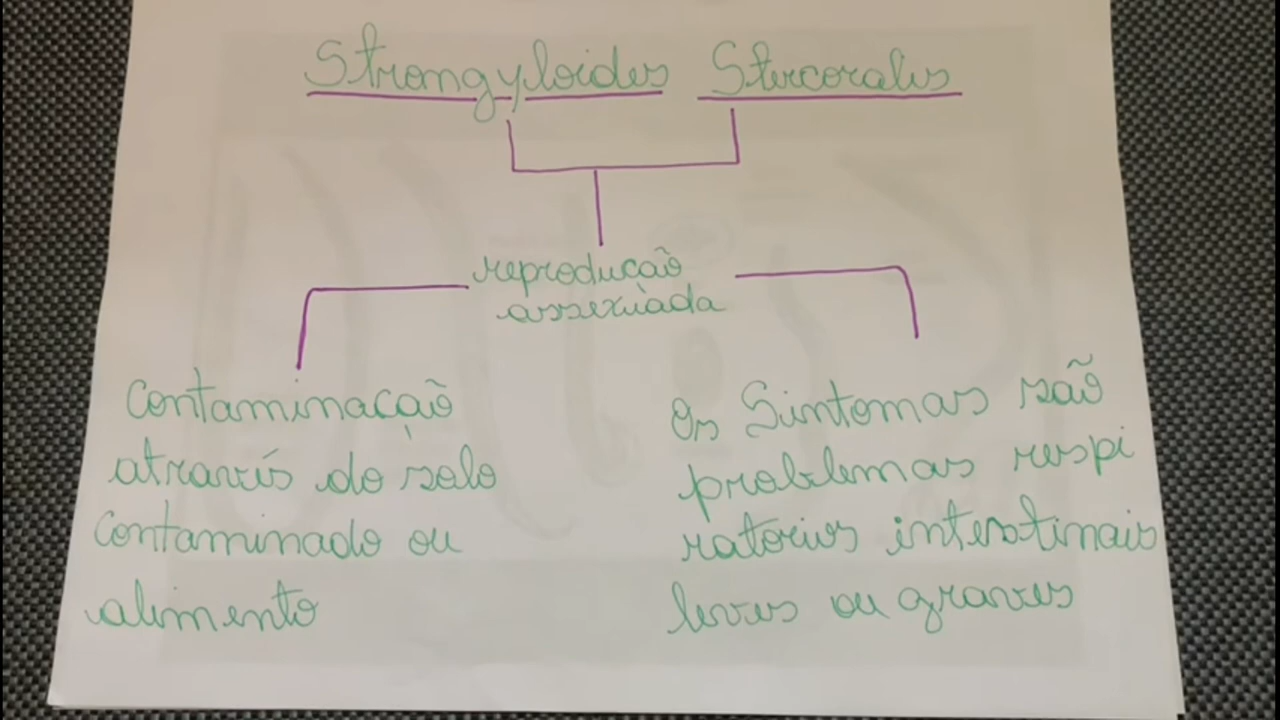 Strongyloides Stercoralis
reprodução
assexuada
Contaminação
através do solo
contaminado ou
alimento
Os Sintomas são
problemas respi
ratorios intestinais
leves ou graves